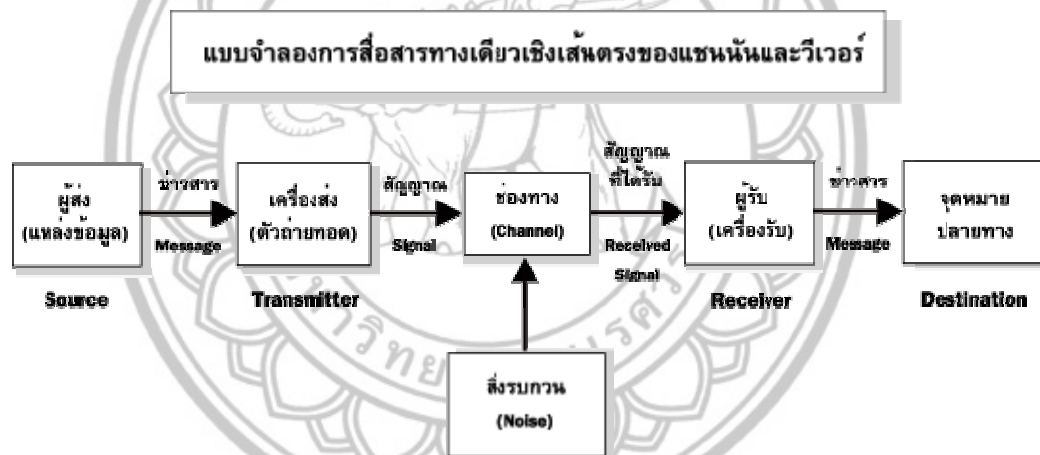 แบบจำลองการสื่อสารทางเดียวเชิงเส้นตรงของแชนนันและวีเวอร์
ผู้ส่ง
(แหล่งข้อมูล)
Source
ข่าวสาร
Message
เครื่องส่ง
(ตัวถ่ายทอด)
Transmitter
สัญญาณ
Signal
ช่องทาง
(Channel)
สัญญาณ
ที่ได้รับ
Received
Signal
ผู้รับ
(เครื่องรับ)
Receiver
ข่าวสาร
Message
จุดหมาย
ปลายทาง
Destination
สิ่งรบกวน
(Noise)